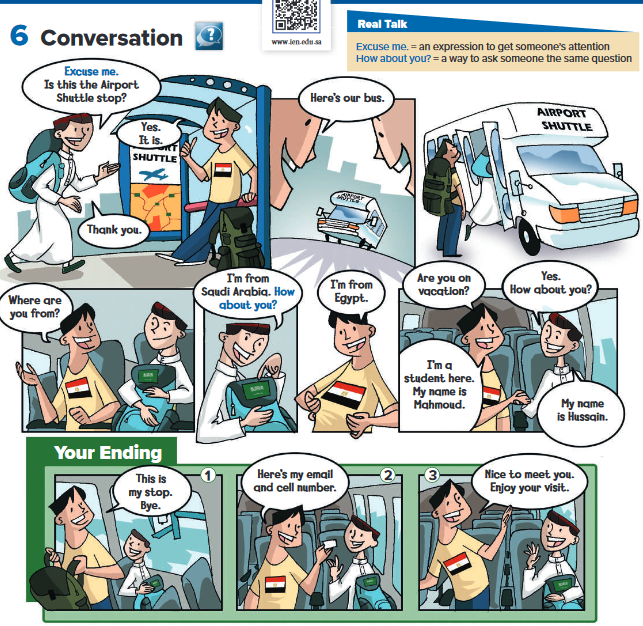 6 Conversation
www.ien.edu.sa
Real Talk
Excuse me. = an expression to get someone's attention
How about you? = a way to ask someone the same question
Excuse me.
Is this the Airport
Shuttle stop?
Yes.
It is.
SHUTTLE
Thank you.
Here's our bus.
AIRPORT
SHUTTLE
AIRPORT
SHUTTLE
Where are
you from?
I'm from
Saudi Arabia. How
about you?
I'm from
Egypt.
Are you on
vacation?
Yes.
How about you?
I'm a
student here.
My name is
Mahmoud.
My name
is Hussain.
Your Ending
This is
my stop.
Bye.
1
Here's my email
and cell number.
2
3
Nice to meet you.
Enjoy your visit.